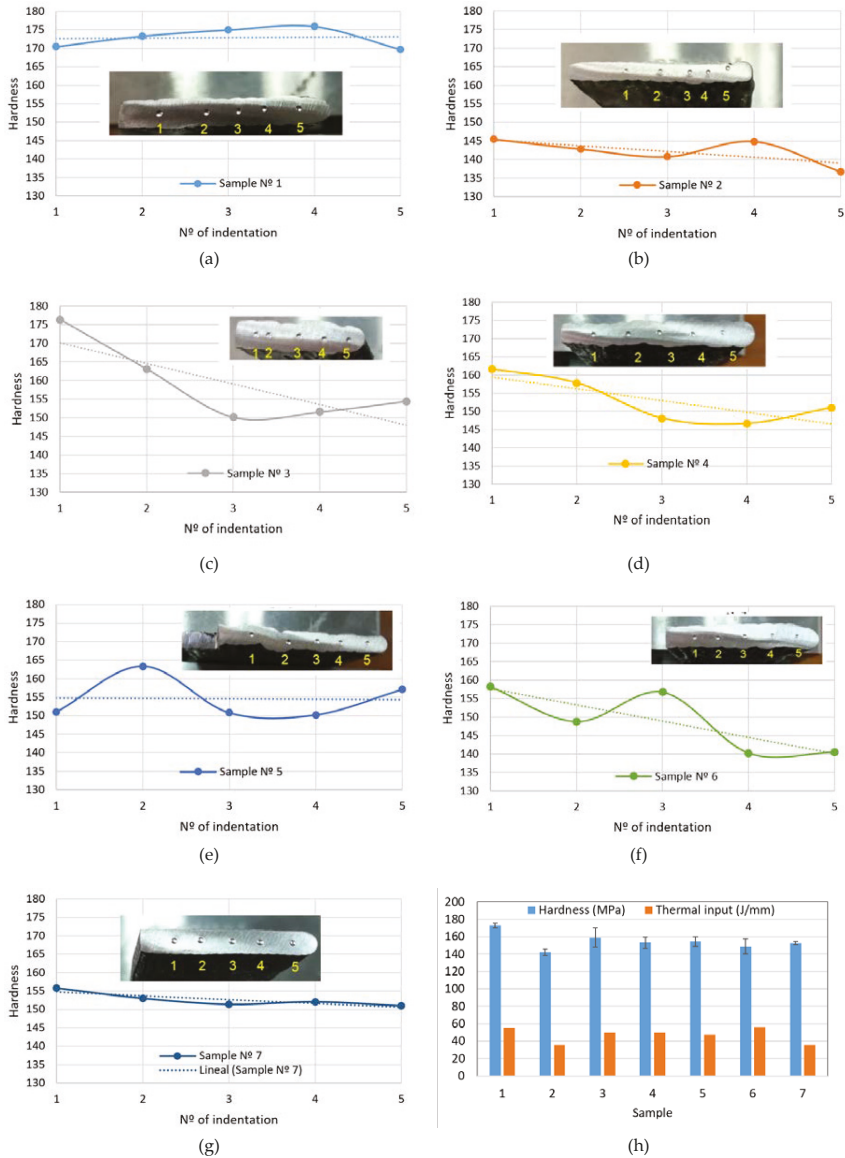 180
175
170
165
160
155
150
145
140
135
130
Hardness
1 2 3 4 5
Sample Nº 1
1 2 3 4 5
Nº of indentation
(a)
180
175
170
165
160
155
150
145
140
135
130
Hardness
1 2 3 4 5
Sample Nº 2
1 2 3 4 5
Nº of indentation
(b)
180
175
170
165
160
155
150
145
140
135
130
Hardness
1 2 3 4 5
Sample Nº 3
1 2 3 4 5
Nº of indentation
(c)
180
175
170
165
160
155
150
145
140
135
130
Hardness
1 2 3 4 5
Sample Nº 4
1 2 3 4 5
Nº of indentation
(d)
180
175
170
165
160
155
150
145
140
135
130
Hardness
1 2 3 4 5
Sample Nº 5
1 2 3 4 5
Nº of indentation
(e)
180
175
170
165
160
155
150
145
140
135
130
Hardness
1 2 3 4 5
Sample Nº 6
1 2 3 4 5
Nº of indentation
(f)
180
175
170
165
160
155
150
145
140
135
130
Hardness
1 2 3 4 5
Sample Nº 7
Lineal (Sample Nº 7)
1 2 3 4 5
Nº of indentation
(g)
200
180
160
140
120
100
80
60
40
20
0
Hardness (MPa) Thermal input (J/mm)
1 2 3 4 5 6 7
Sample
(h)